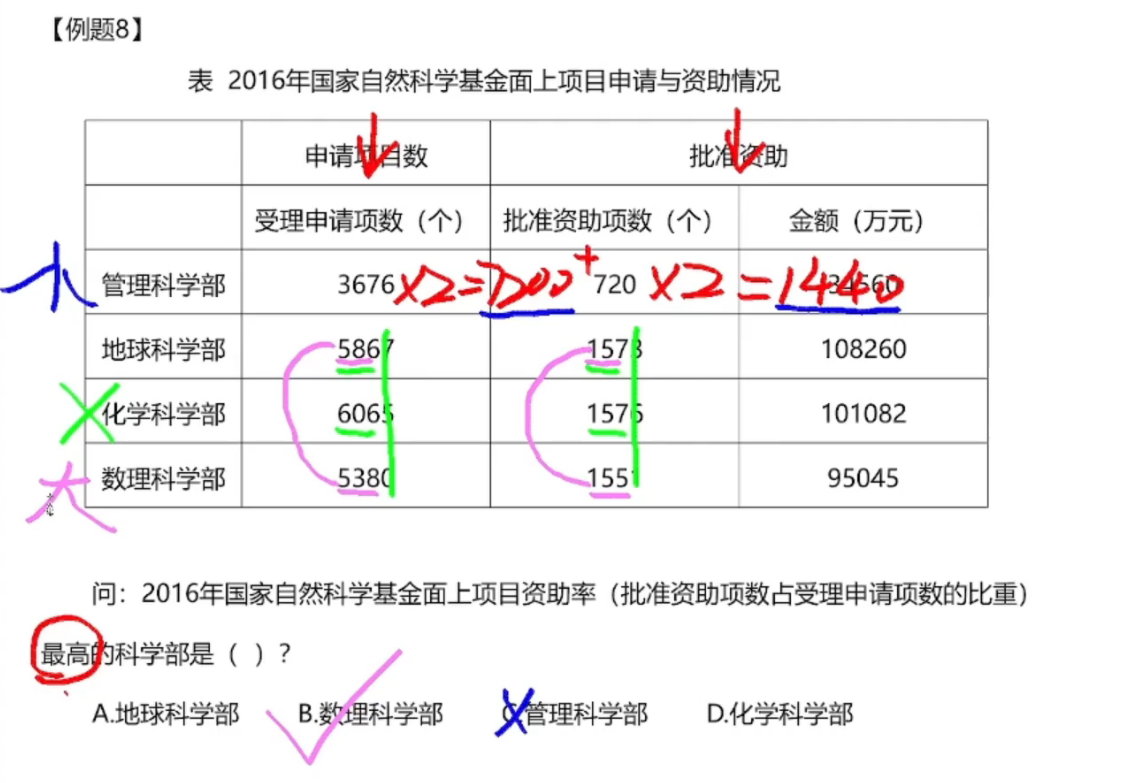 【例题8】
表 2016年国家自然科学基金面上项目申请与资助情况
申请项目数 批准资助
受理申请项数（个） 批准资助项数（个） 金额（万元）
管理科学部 3676 ×2=7200+ 720 ×2=1440
地球科学部 5867 1573 108260
化学科学部 6065 1576 101082
数理科学部 5380 155 95045
小
大
问：2016年国家自然科学基金面上项目资助率（批准资助项数占受理申请项数的比重）
最高的科学部是（ ）？
A.地球科学部 B.数理科学部 C.管理科学部 D.化学科学部